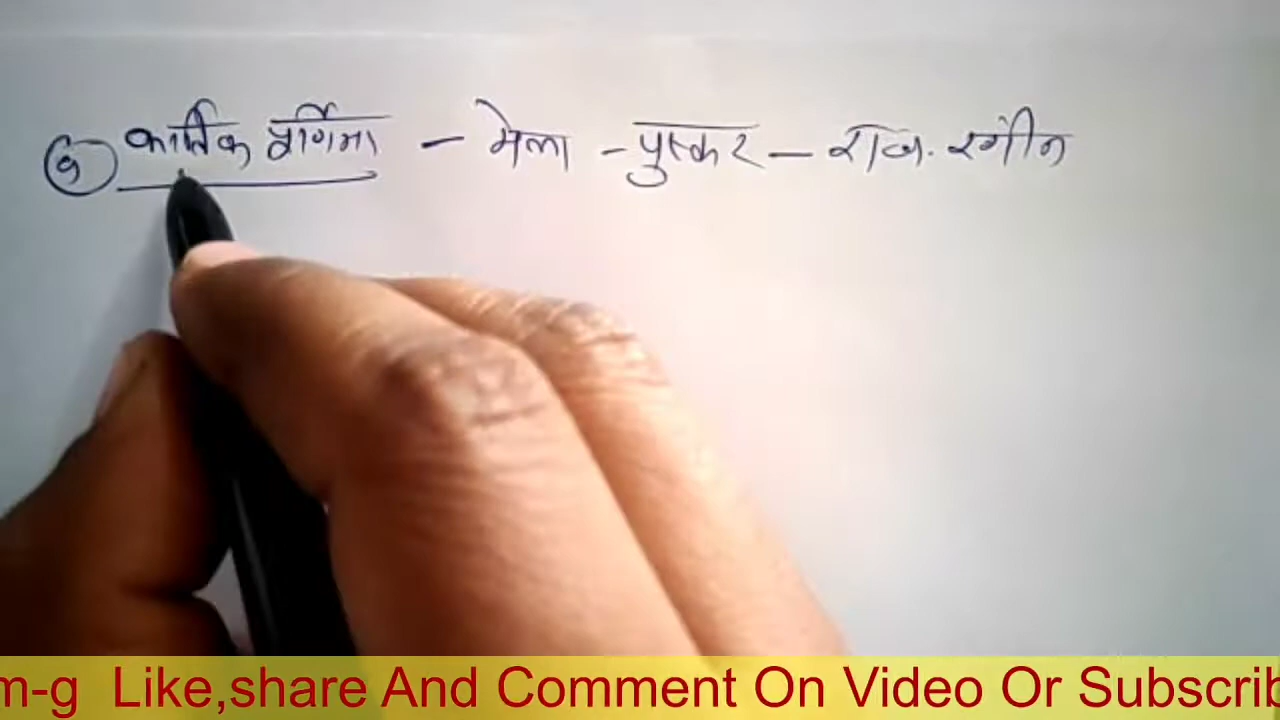 ७ कार्तिक पूर्णिमा - मेला - पुष्कर - राज. रंगीन
m-g Like,share And Comment On Video Or Subscrib